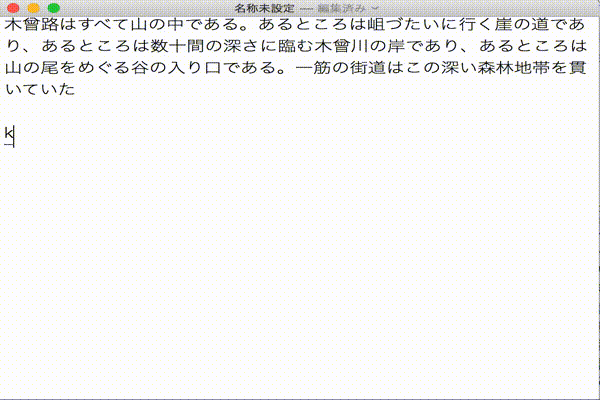 名称未設定 — 編集済み
木曾路はすべて山の中である。あるところは岨づたいに行く崖の道であ
り、あるところは数十間の深さに臨む木曾川の岸であり、あるところは
山の尾をめぐる谷の入り口である。一筋の街道はこの深い森林地帯を貫
いていた
k